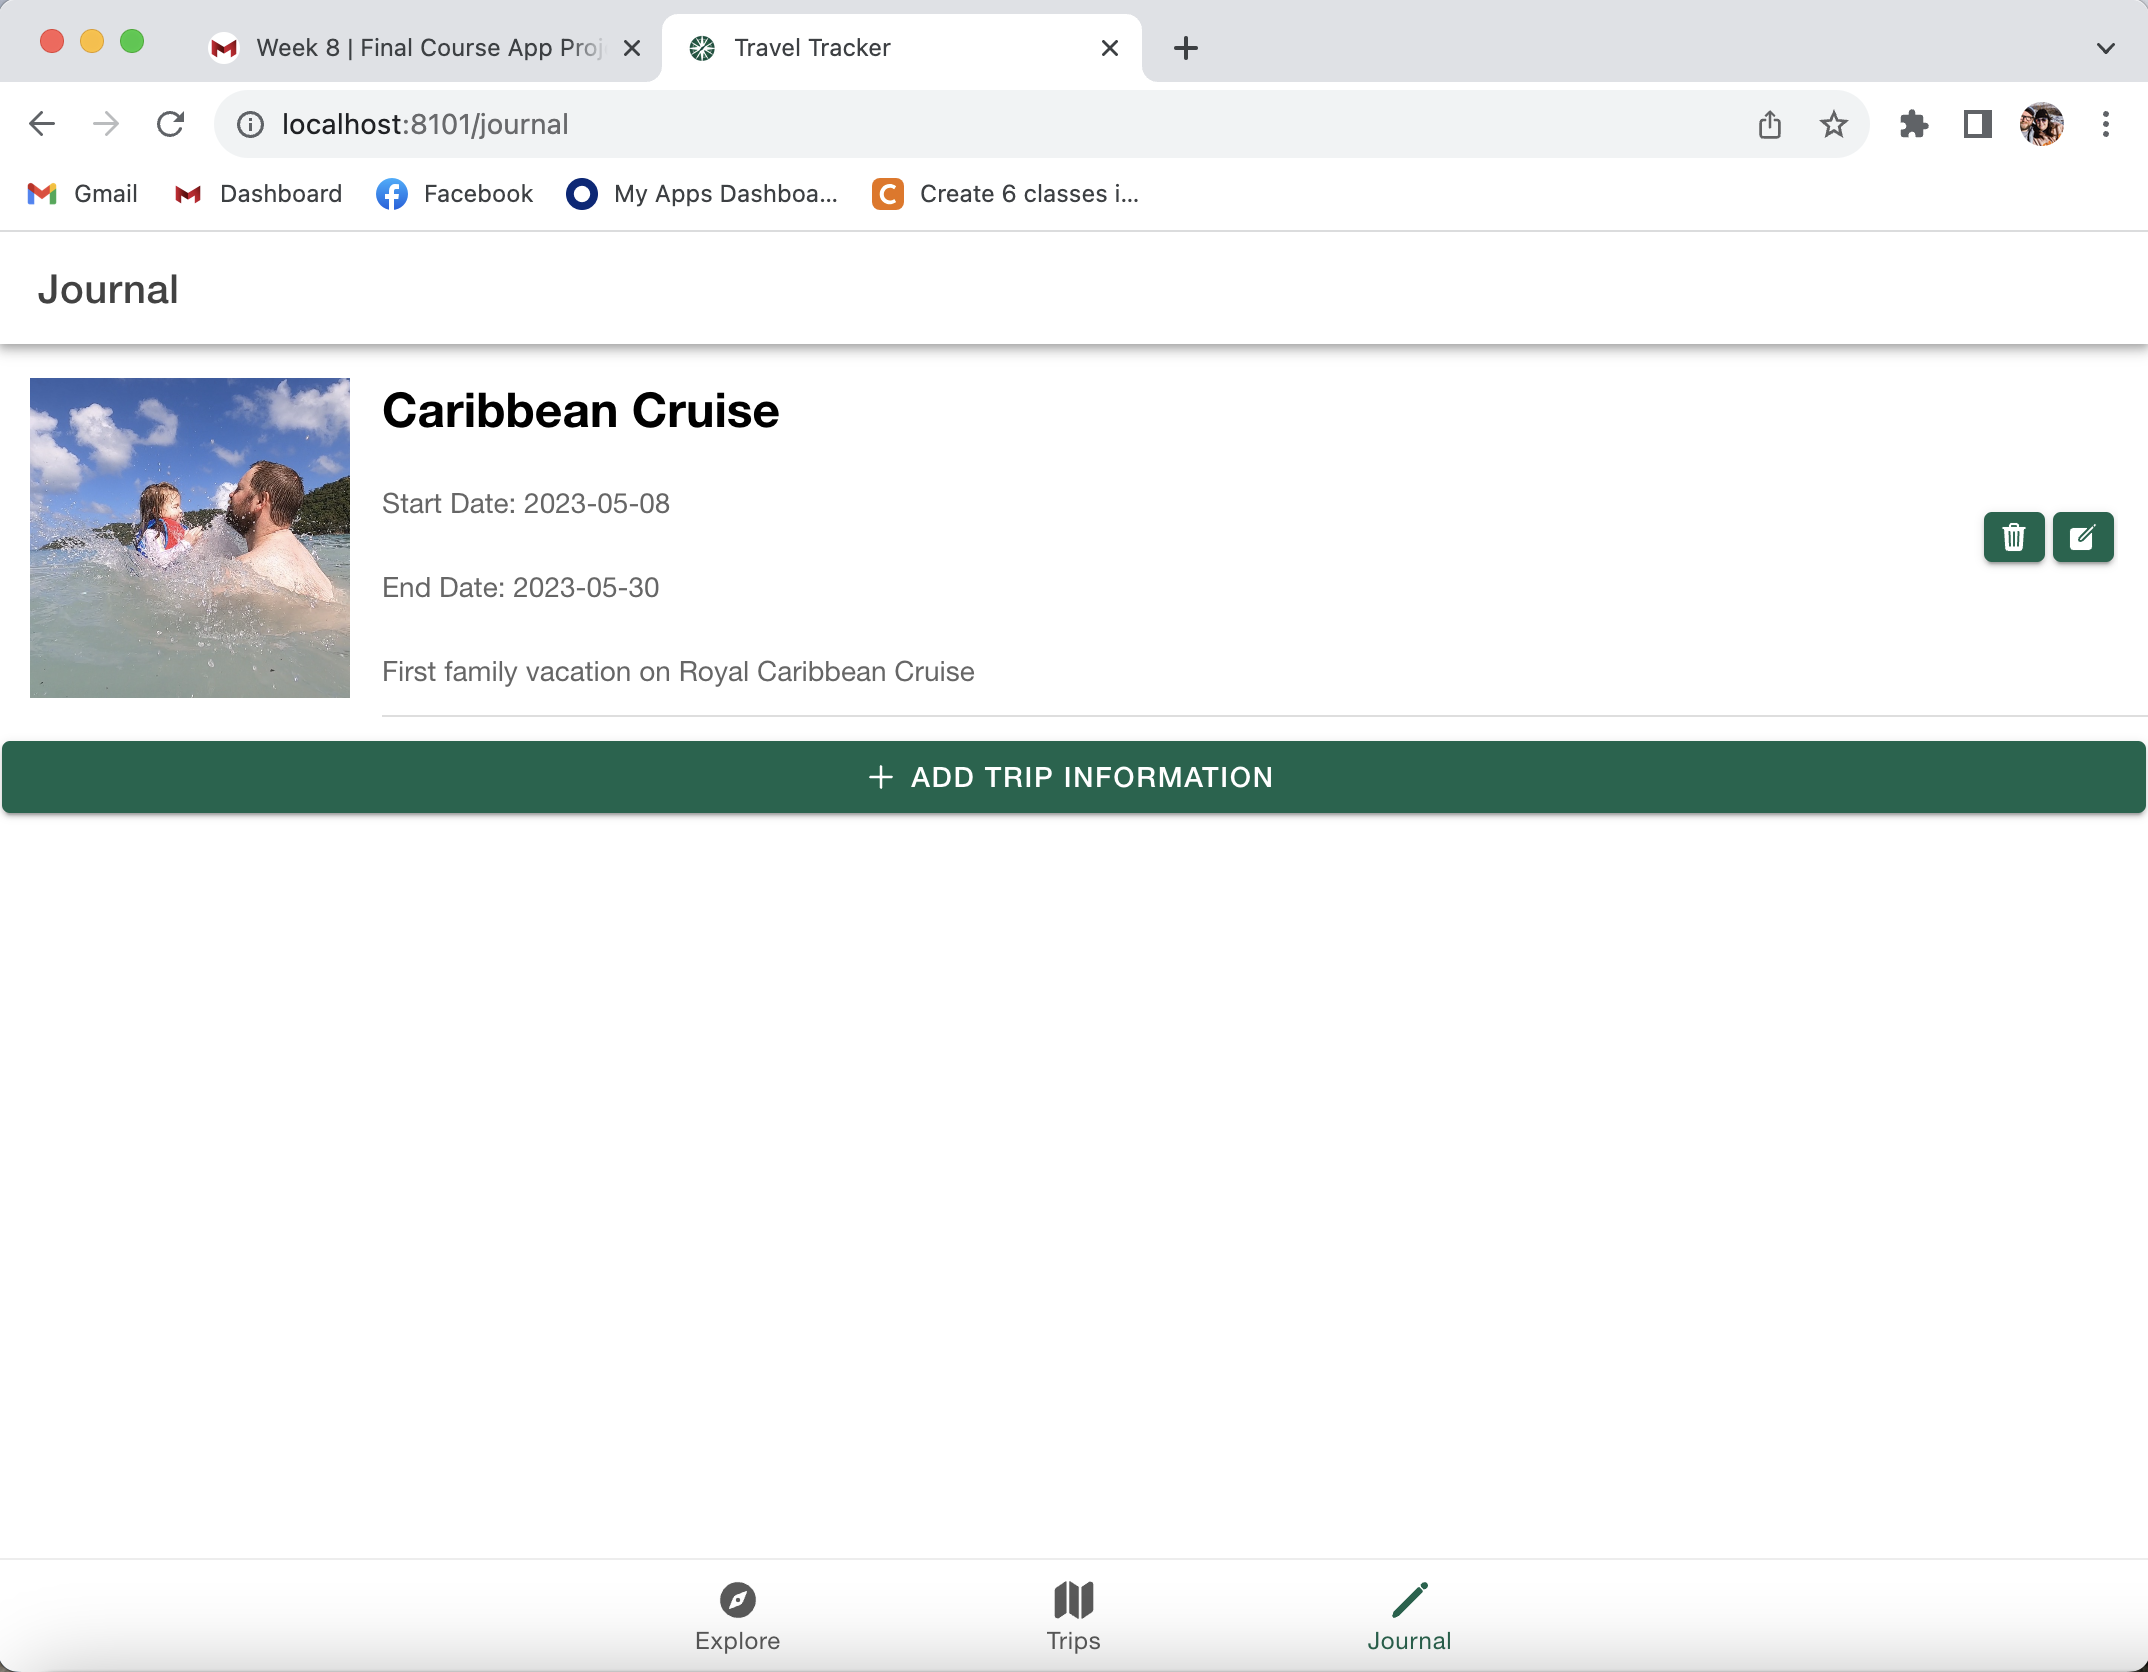 Week 8 | Final Course App Proj
Travel Tracker
localhost:8101/journal
Gmail
Dashboard
Facebook
My Apps Dashboa...
Create 6 classes i...
Journal
Caribbean Cruise
Start Date: 2023-05-08
End Date: 2023-05-30
First family vacation on Royal Caribbean Cruise
ADD TRIP INFORMATION
Explore
Trips
Journal